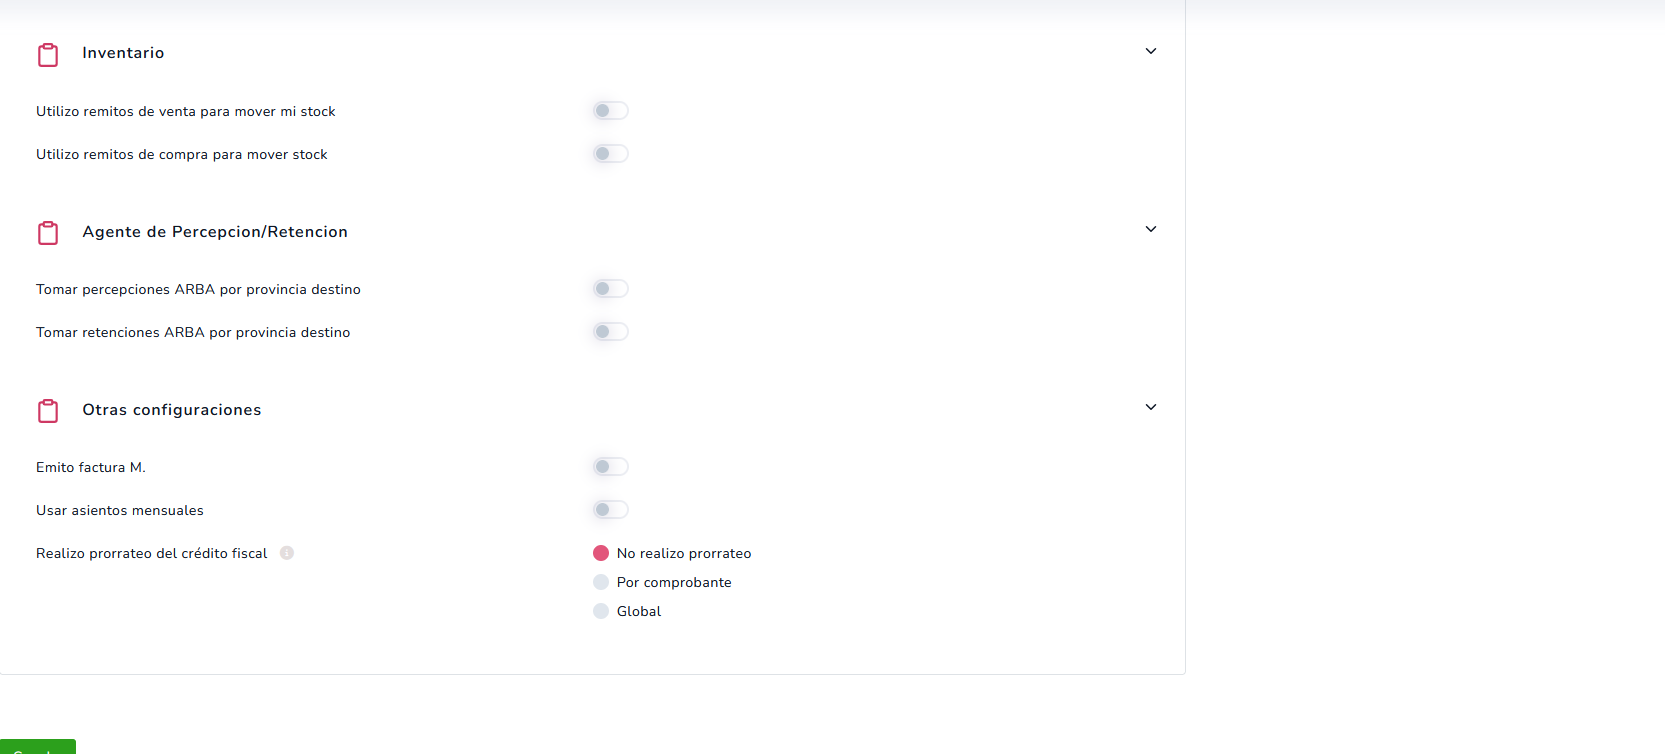 Inventario
Utilizo remitos de venta para mover mi stock
Utilizo remitos de compra para mover stock
Agente de Percepcion/Retencion
Tomar percepciones ARBA por provincia destino
Tomar retenciones ARBA por provincia destino
Otras configuraciones
Emito factura M.
Usar asientos mensuales
Realizo prorrateo del crédito fiscal
No realizo prorrateo
Por comprobante
Global